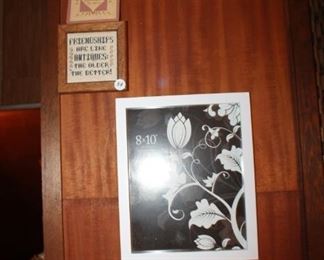 FRIENDSHIPS
ARE LIKE
ANTIQUES:
THE OLDER
THE BETTER!
8x10"